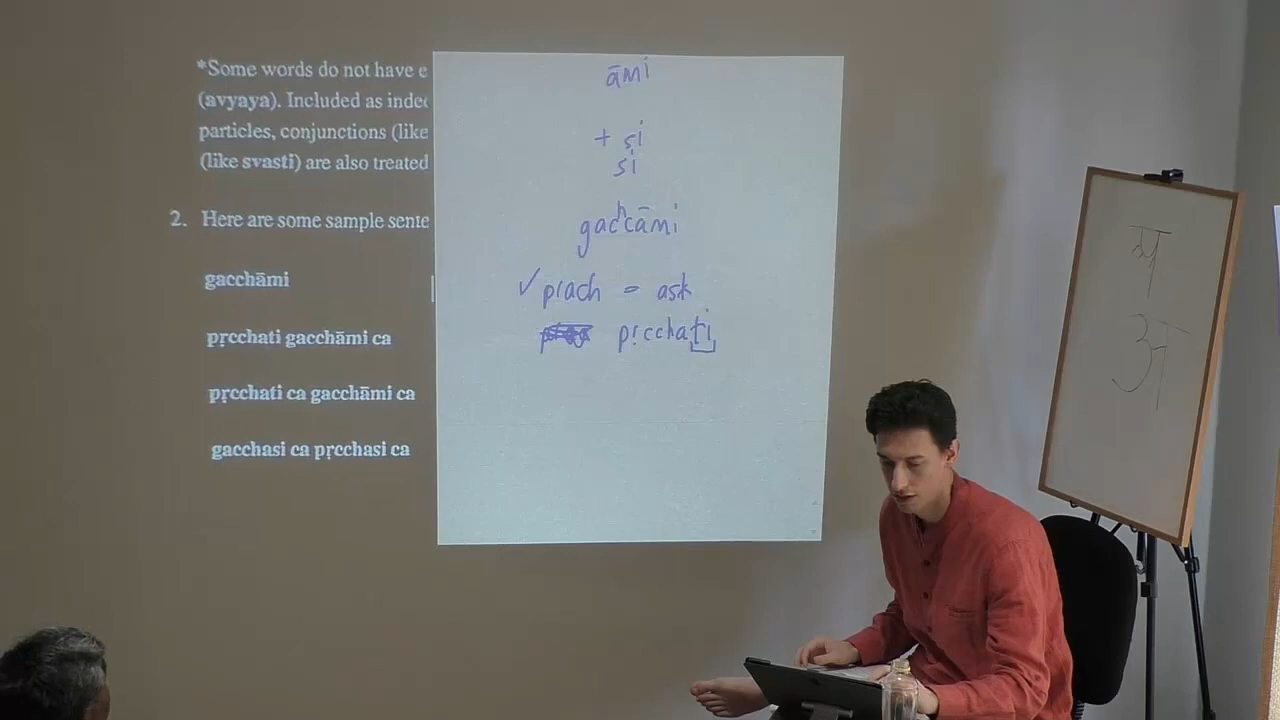 *Some words do not have e
(avyaya). Included as indec
particles, conjunctions (like
(like svasti) are also treated
2. Here are some sample sente
gacchāmi
pṛcchati gacchāmi ca
pṛcchati ca gacchāmi ca
gacchasi ca pṛcchasi ca
āmi
+ si
si
gacchāmi
√prach = ask
pṛcchati
अ
अ